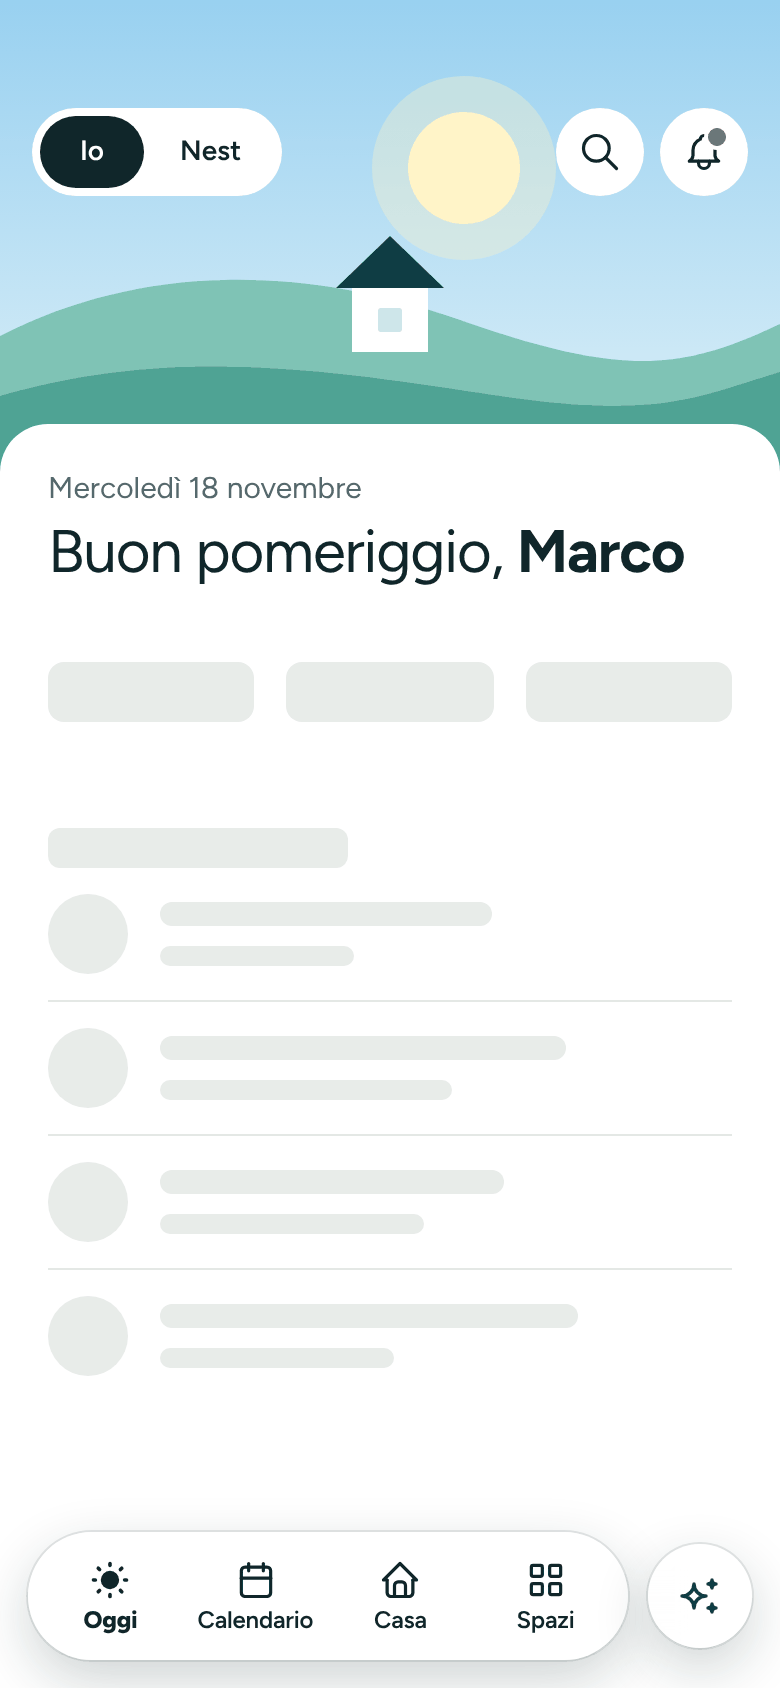 Io
Nest
Mercoledì 18 novembre
Buon pomeriggio, Marco
Oggi
Calendario
Casa
Spazi